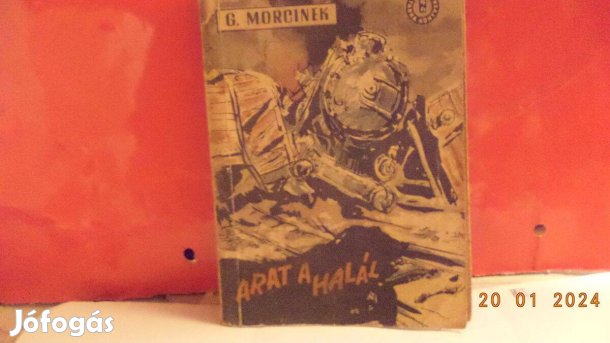 G. MORCINEK
ARAT A HALÁL
20 01 2024
Jófogás